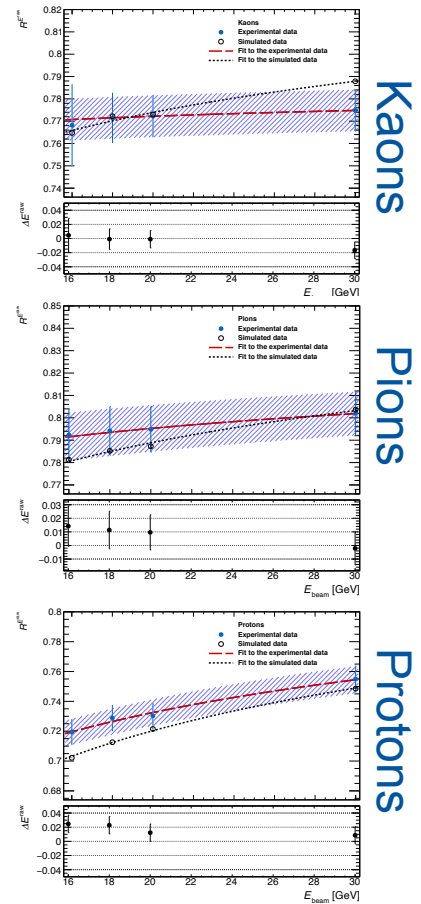 0.82
R^E^raw
0.81
0.8
0.79
0.78
0.77
0.76
0.75
0.74
Kaons
Experimental data
Simulated data
Fit to the experimental data
Fit to the simulated data
Kaons
ΔE^raw
0.04
0.02
0
−0.02
−0.04
16 18 20 22 24 26 28 30
E. [GeV]
0.85
R^E^raw
0.84
0.83
0.82
0.81
0.8
0.79
0.78
0.77
Pions
Experimental data
Simulated data
Fit to the experimental data
Fit to the simulated data
Pions
ΔE^raw
0.03
0.02
0.01
0
−0.01
16 18 20 22 24 26 28 30
E_beam [GeV]
0.8
R^E^raw
0.78
0.76
0.74
0.72
0.7
0.68
Protons
Experimental data
Simulated data
Fit to the experimental data
Fit to the simulated data
Protons
ΔE^raw
0.04
0.02
0
−0.02
−0.04
16 18 20 22 24 26 28 30
E_beam [GeV]